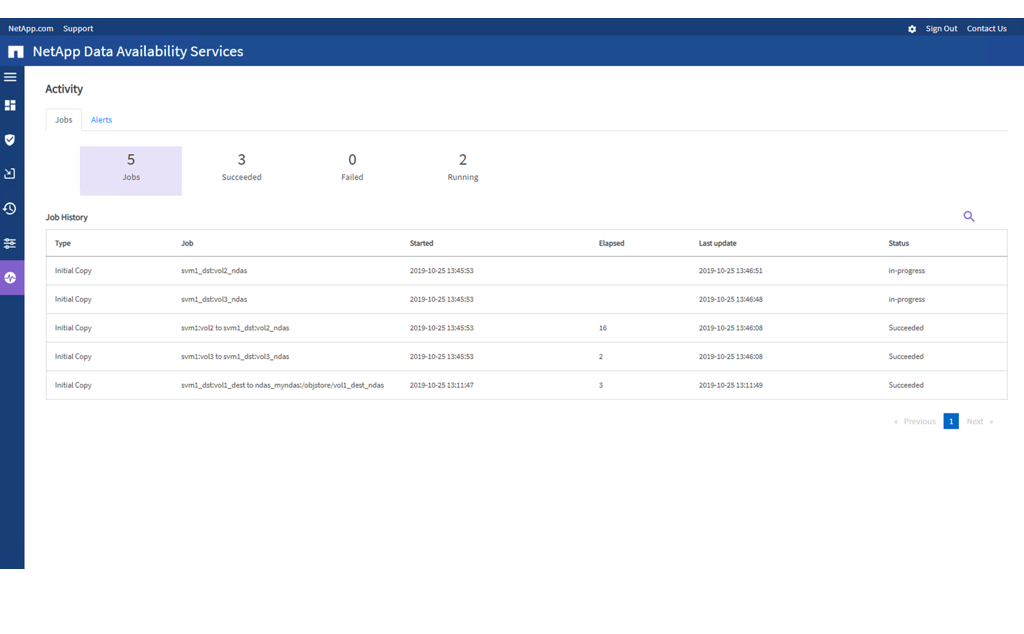 NetApp.com Support Sign Out Contact Us
NetApp Data Availability Services
Activity
Jobs Alerts
5 3 0 2
Jobs Succeeded Failed Running
Job History
Type Job Started Elapsed Last update Status
Initial Copy svm1_dst:vol2_ndas 2019-10-25 13:45:53 2019-10-25 13:46:51 in-progress
Initial Copy svm1_dst:vol3_ndas 2019-10-25 13:45:53 2019-10-25 13:46:48 in-progress
Initial Copy svm1:vol2 to svm1_dst:vol2_ndas 2019-10-25 13:45:53 16 2019-10-25 13:46:08 Succeeded
Initial Copy svm1:vol3 to svm1_dst:vol3_ndas 2019-10-25 13:45:53 2 2019-10-25 13:46:08 Succeeded
Initial Copy svm1_dst:vol1_dest to ndas_myndas:/objstore/vol1_dest_ndas 2019-10-25 13:11:47 3 2019-10-25 13:11:49 Succeeded
« Previous 1 Next »